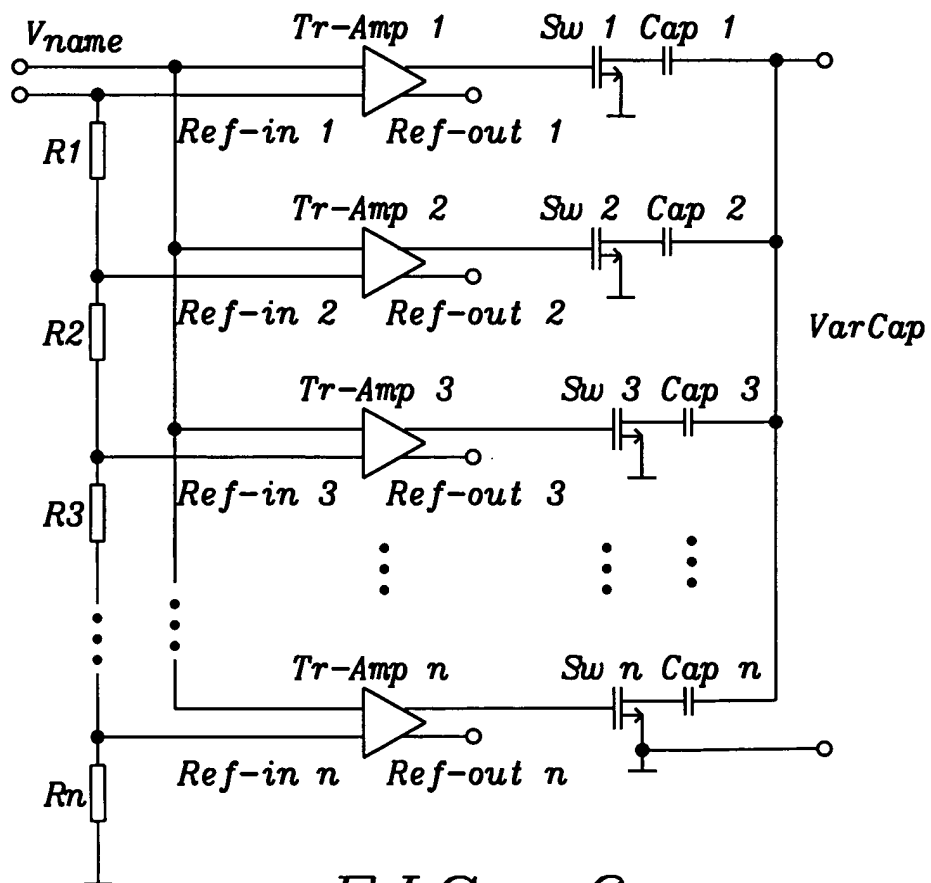 Vname
Tr-Amp 1
Sw 1
Cap 1
R1
Ref-in 1
Ref-out 1
Tr-Amp 2
Sw 2
Cap 2
R2
Ref-in 2
Ref-out 2
VarCap
Tr-Amp 3
Sw 3
Cap 3
R3
Ref-in 3
Ref-out 3
Tr-Amp n
Sw n
Cap n
Rn
Ref-in n
Ref-out n